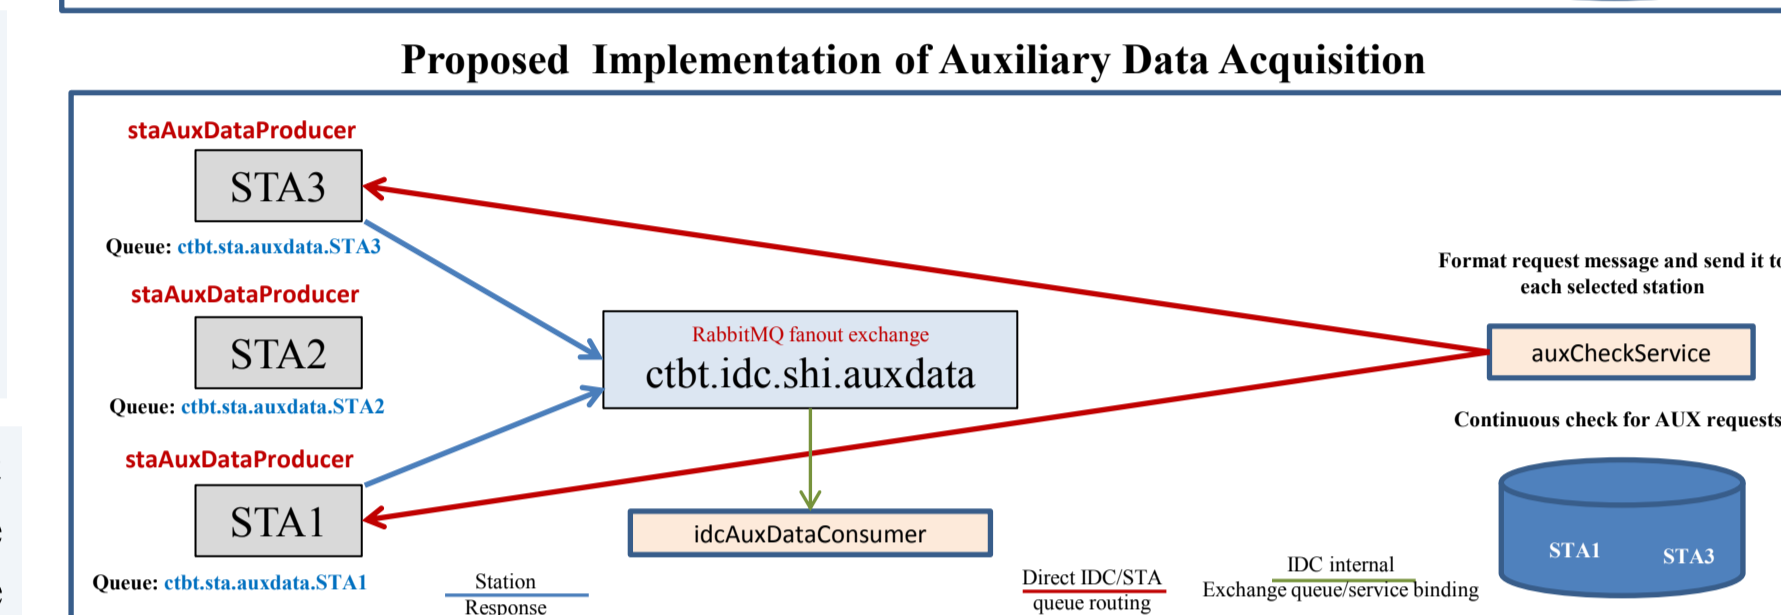 Proposed Implementation of Auxiliary Data Acquisition
staAuxDataProducer
STA3
Queue: ctbt.sta.auxdata.STA3
staAuxDataProducer
STA2
Queue: ctbt.sta.auxdata.STA2
staAuxDataProducer
STA1
Queue: ctbt.sta.auxdata.STA1
RabbitMQ fanout exchange
ctbt.idc.shi.auxdata
idcAuxDataConsumer
Format request message and send it to
each selected station
auxCheckService
Continuous check for AUX requests
STA1
STA3
Station
Response
Direct IDC/STA
queue routing
IDC internal
Exchange queue/service binding